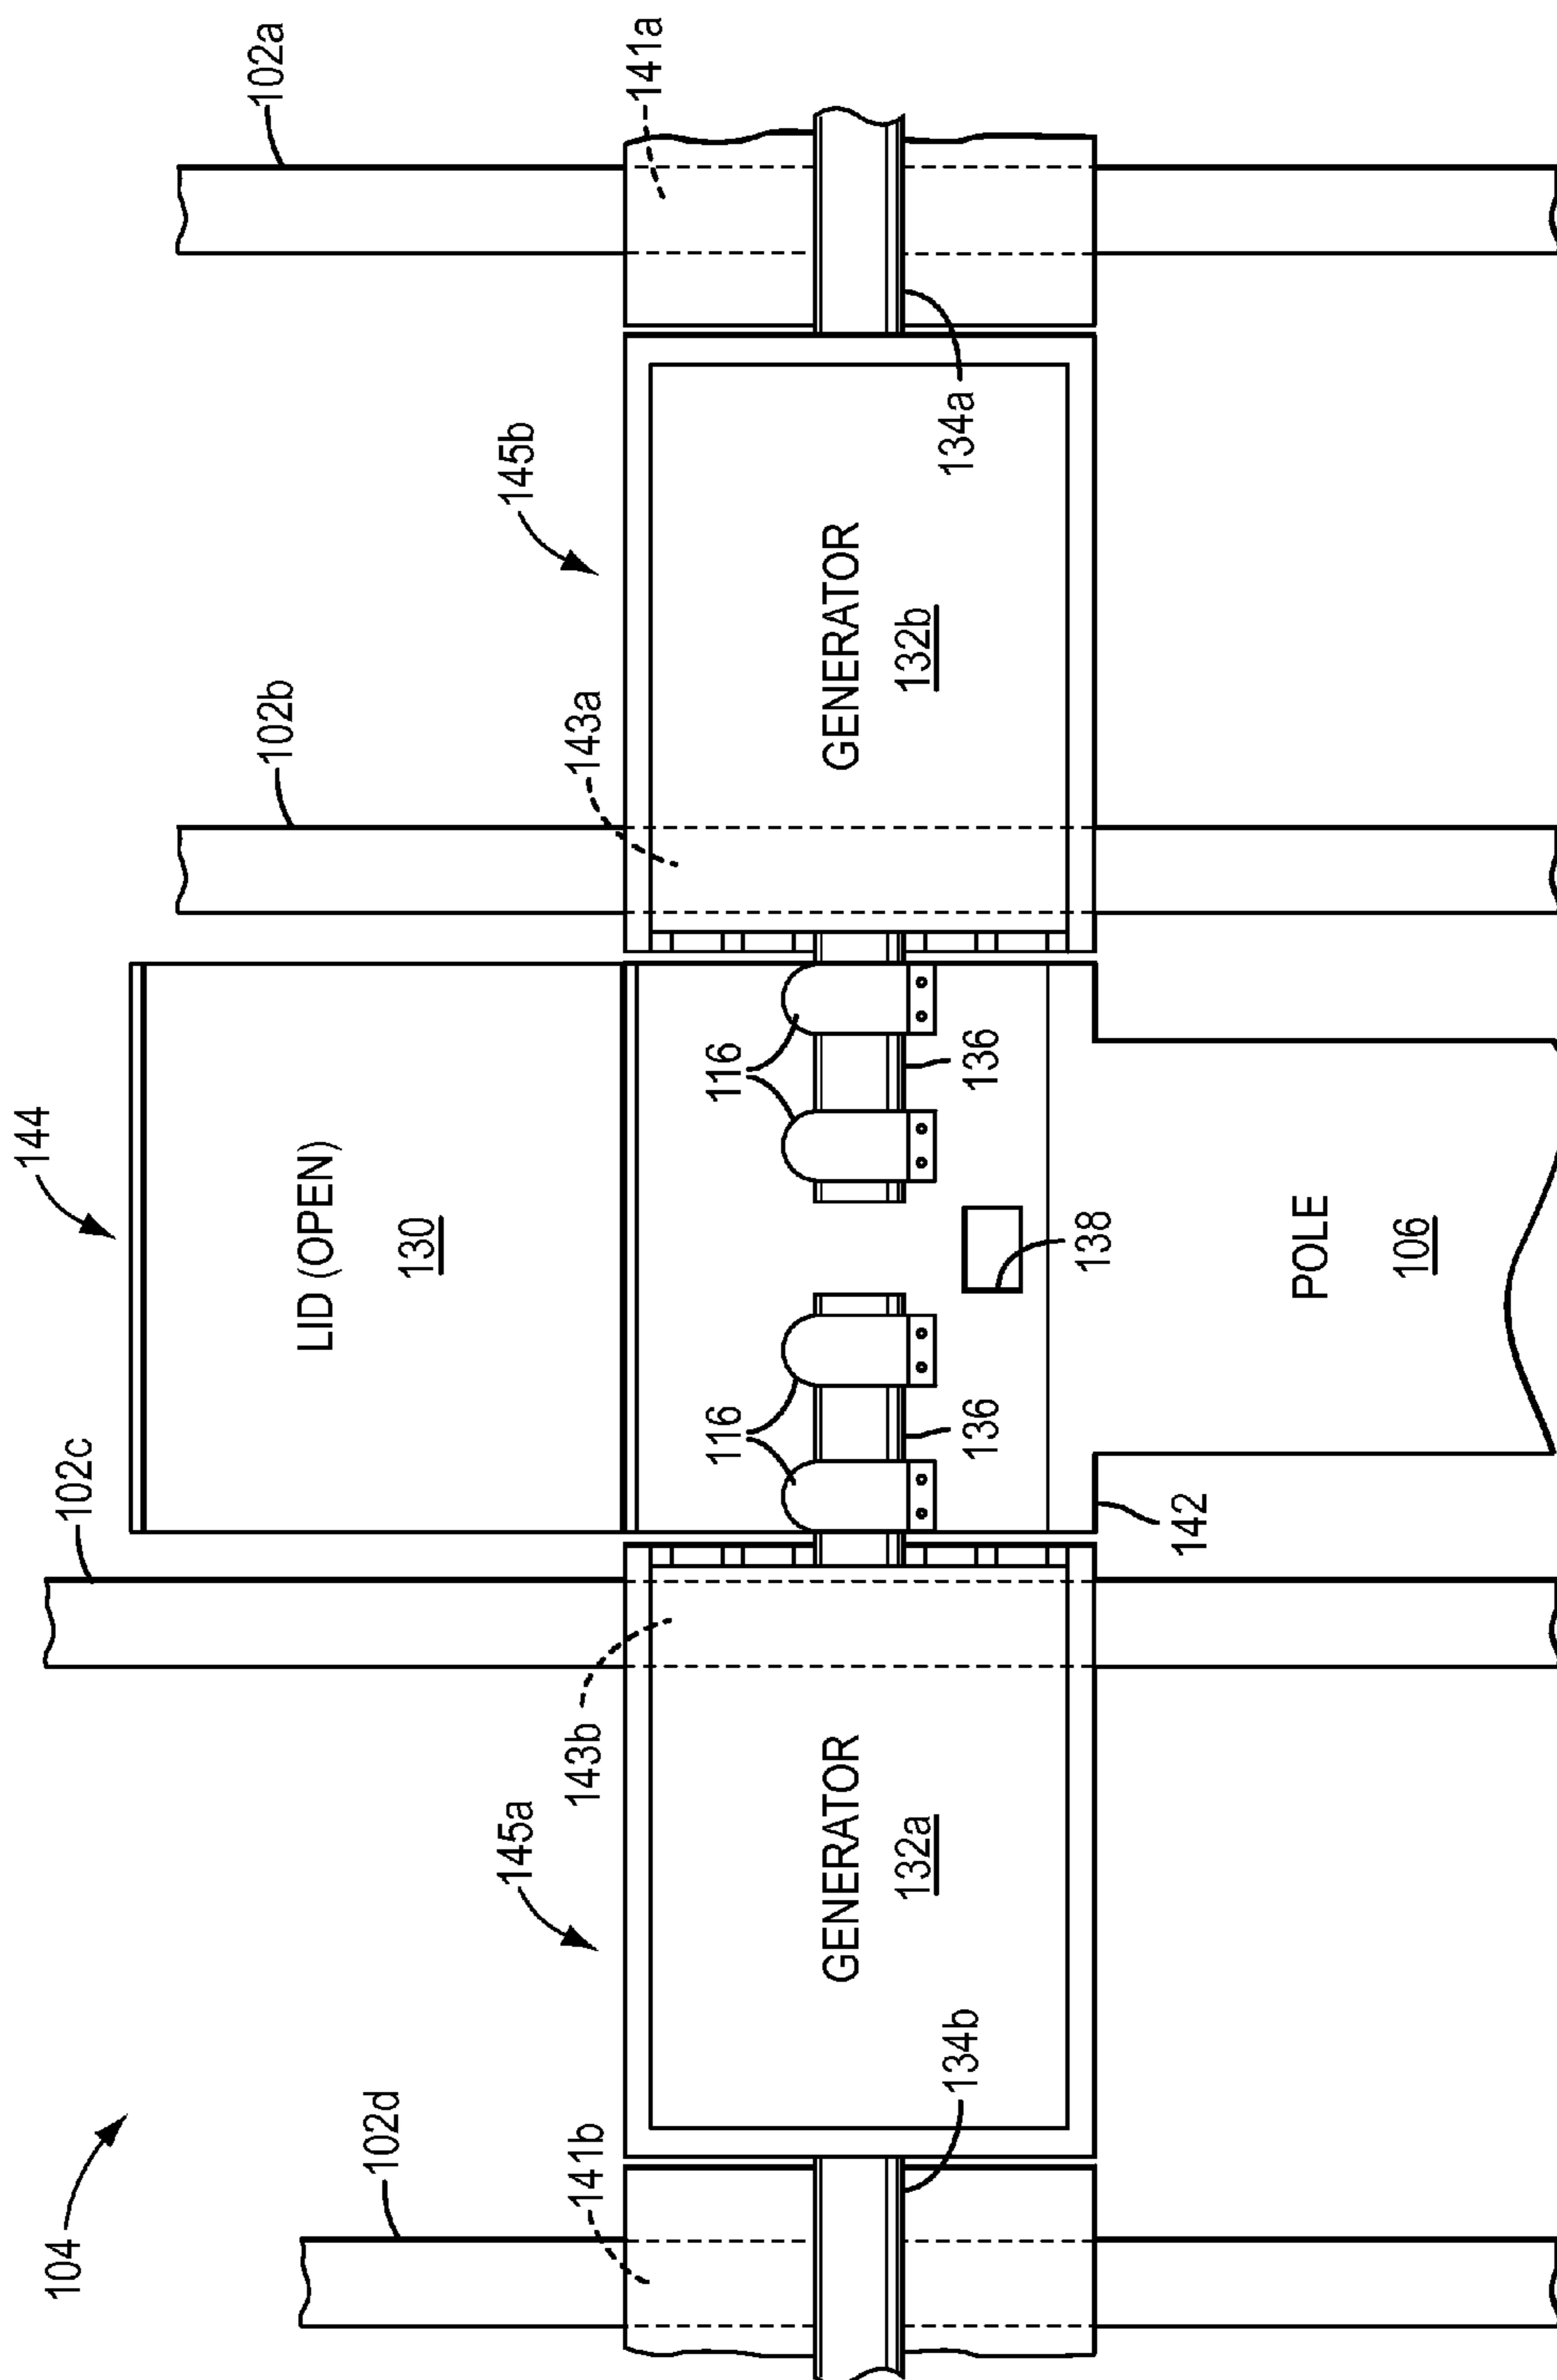 104
144
102c
102d
102b
102a
LID (OPEN)
130
145a
145b
141b
143b
143a
141a
116
116
GENERATOR
132a
GENERATOR
132b
134b
136
136
134a
138
142
POLE
106